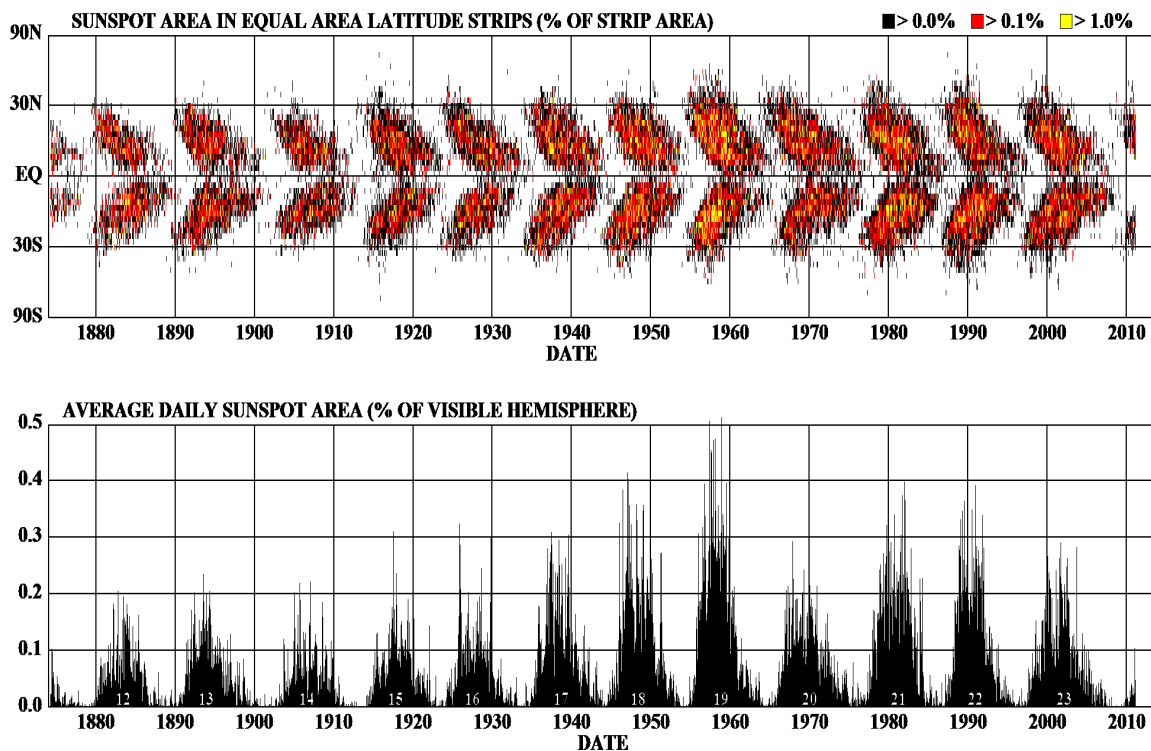 SUNSPOT AREA IN EQUAL AREA LATITUDE STRIPS (% OF STRIP AREA) > 0.0% > 0.1% > 1.0%
90N
30N
EQ
30S
90S
1880 1890 1900 1910 1920 1930 1940 1950 1960 1970 1980 1990 2000 2010
DATE
AVERAGE DAILY SUNSPOT AREA (% OF VISIBLE HEMISPHERE)
0.5
0.4
0.3
0.2
0.1
0.0
12 13 14 15 16 17 18 19 20 21 22 23
1880 1890 1900 1910 1920 1930 1940 1950 1960 1970 1980 1990 2000 2010
DATE